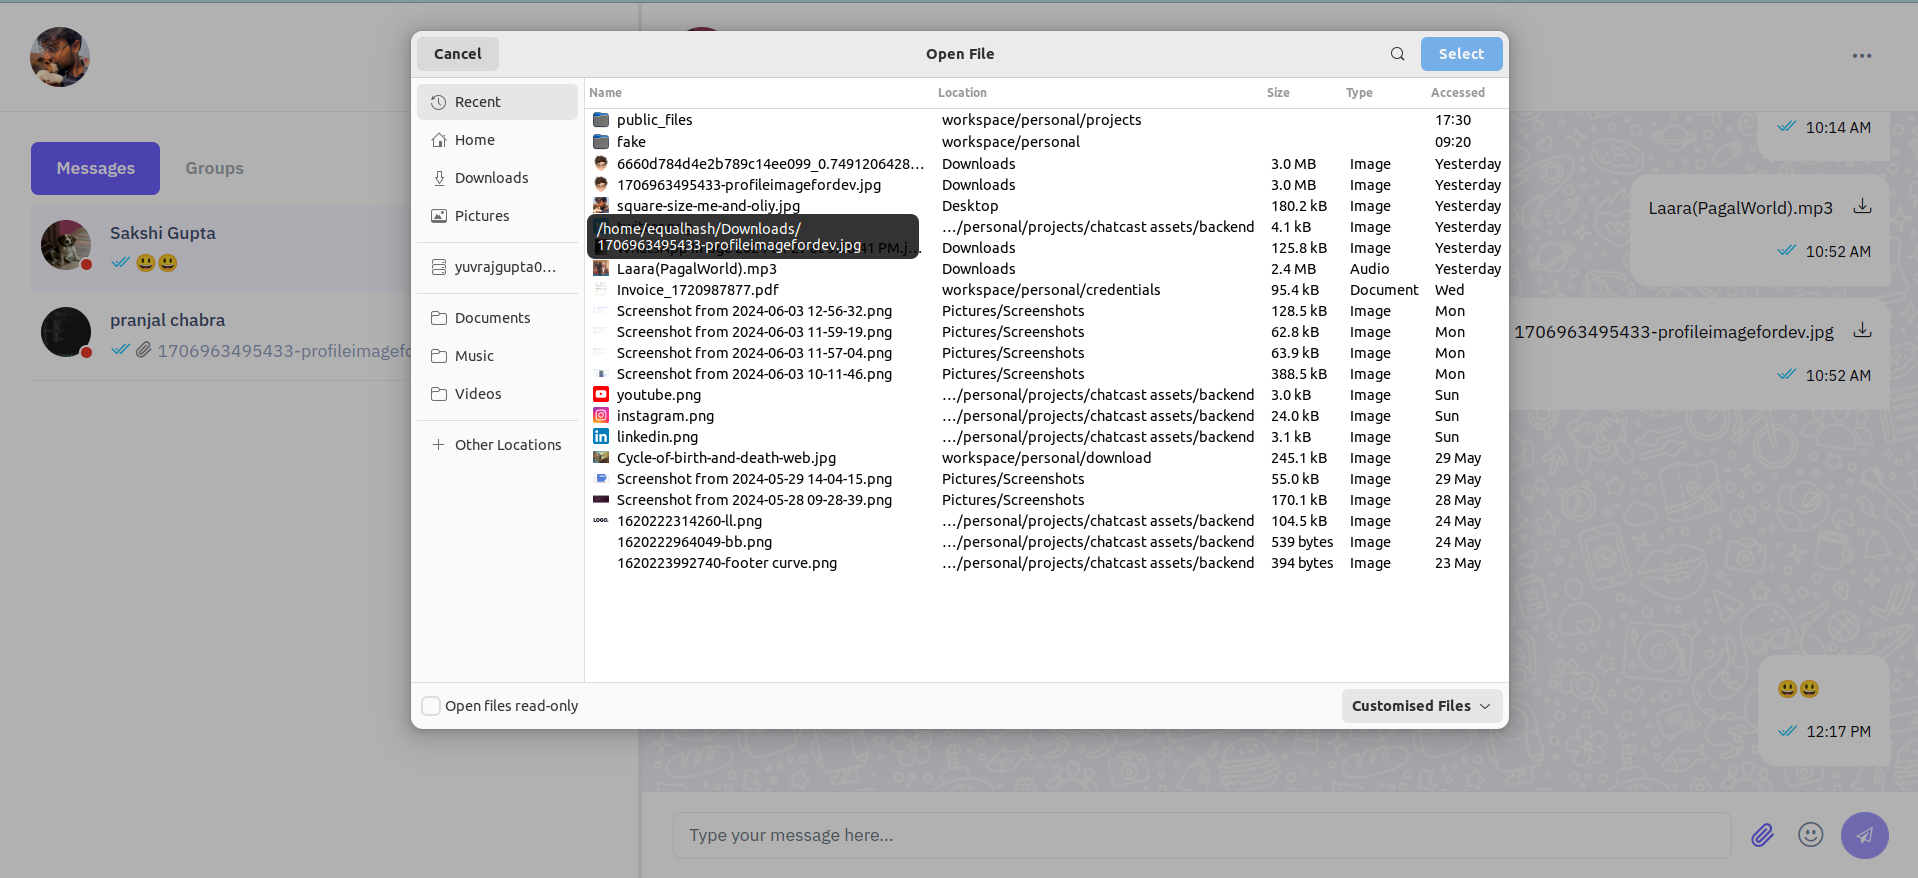 Cancel
Open File
Select
Recent
Home
Downloads
Pictures
yuvrajgupta0...
Documents
Music
Videos
Other Locations
Name Location Size Type Accessed
public_files workspace/personal/projects 17:30
fake workspace/personal 09:20
6660d784d4e2b789c14ee099_0.7491206428... Downloads 3.0 MB Image Yesterday
1706963495433-profileimagefordev.jpg Downloads 3.0 MB Image Yesterday
square-size-me-and-oliy.jpg Desktop 180.2 kB Image Yesterday
.../personal/projects/chatcast assets/backend 4.1 kB Image Yesterday
41 PM.j... Downloads 125.8 kB Image Yesterday
/home/equalhash/Downloads/
1706963495433-profileimagefordev.jpg
Laara(PagalWorld).mp3 Downloads 2.4 MB Audio Yesterday
Invoice_1720987877.pdf workspace/personal/credentials 95.4 kB Document Wed
Screenshot from 2024-06-03 12-56-32.png Pictures/Screenshots 128.5 kB Image Mon
Screenshot from 2024-06-03 11-59-19.png Pictures/Screenshots 62.8 kB Image Mon
Screenshot from 2024-06-03 11-57-04.png Pictures/Screenshots 63.9 kB Image Mon
Screenshot from 2024-06-03 10-11-46.png Pictures/Screenshots 388.5 kB Image Mon
youtube.png .../personal/projects/chatcast assets/backend 3.0 kB Image Sun
instagram.png .../personal/projects/chatcast assets/backend 24.0 kB Image Sun
linkedin.png .../personal/projects/chatcast assets/backend 3.1 kB Image Sun
Cycle-of-birth-and-death-web.jpg workspace/personal/download 245.1 kB Image 29 May
Screenshot from 2024-05-29 14-04-15.png Pictures/Screenshots 55.0 kB Image 29 May
Screenshot from 2024-05-28 09-28-39.png Pictures/Screenshots 170.1 kB Image 28 May
1620222314260-ll.png .../personal/projects/chatcast assets/backend 104.5 kB Image 24 May
1620222964049-bb.png .../personal/projects/chatcast assets/backend 539 bytes Image 24 May
1620223992740-footer curve.png .../personal/projects/chatcast assets/backend 394 bytes Image 23 May
Open files read-only
Customised Files
Messages
Groups
Sakshi Gupta
😃😃
pranjal chabra
1706963495433-profileimagefo
10:14 AM
Laara(PagalWorld).mp3
10:52 AM
1706963495433-profileimagefordev.jpg
10:52 AM
😃😃
12:17 PM
Type your message here...